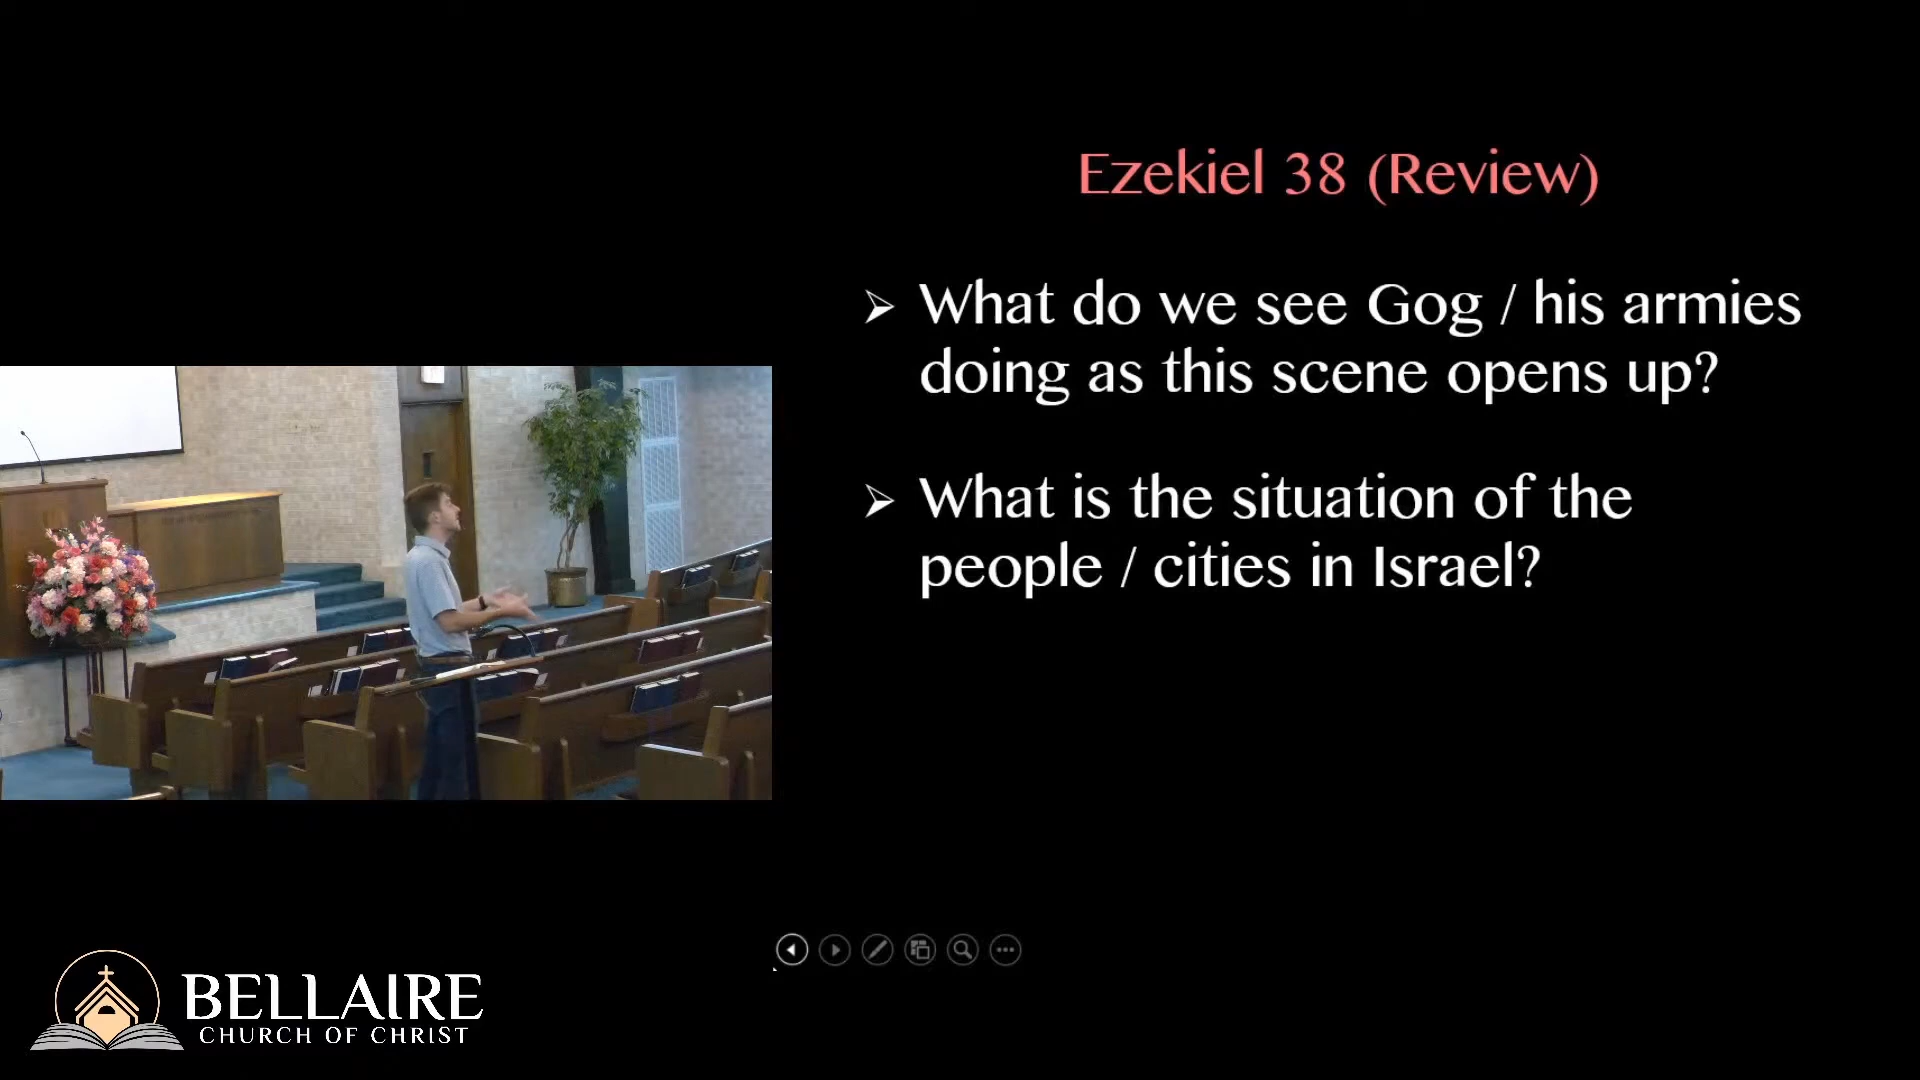 Ezekiel 38 (Review)
What do we see Gog / his armies
doing as this scene opens up?
What is the situation of the
people / cities in Israel?
BELLAIRE
CHURCH OF CHRIST